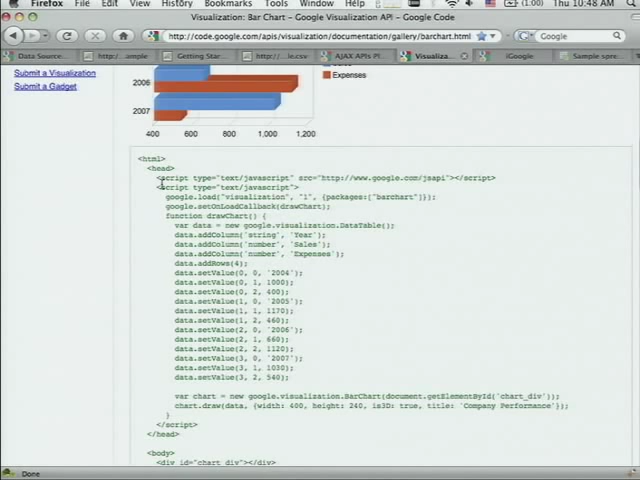 Firefox File Edit View History Bookmarks Tools Window Help (1:00) Thu 10:48 AM
Visualization: Bar Chart – Google Visualization API – Google Code
http://code.google.com/apis/visualization/documentation/gallery/barchart.html
Google
Data Source... http:/...ample Getting Star... http:/...le.csv AJAX APIs Pl... Visualiza... iGoogle Sample spre...
Submit a Visualization
Submit a Gadget
2006
2007
Expenses
400 600 800 1,000 1,200
<html>
<head>
<script type="text/javascript" src="http://www.google.com/jsapi"></script>
<script type="text/javascript">
google.load("visualization", "1", {packages:["barchart"]});
google.setOnLoadCallback(drawChart);
function drawChart() {
var data = new google.visualization.DataTable();
data.addColumn('string', 'Year');
data.addColumn('number', 'Sales');
data.addColumn('number', 'Expenses');
data.addRows(4);
data.setValue(0, 0, '2004');
data.setValue(0, 1, 1000);
data.setValue(0, 2, 400);
data.setValue(1, 0, '2005');
data.setValue(1, 1, 1170);
data.setValue(1, 2, 460);
data.setValue(2, 0, '2006');
data.setValue(2, 1, 660);
data.setValue(2, 2, 1120);
data.setValue(3, 0, '2007');
data.setValue(3, 1, 1030);
data.setValue(3, 2, 540);
var chart = new google.visualization.BarChart(document.getElementById('chart_div'));
chart.draw(data, {width: 400, height: 240, is3D: true, title: 'Company Performance'});
}
</script>
</head>
<body>
<div id="chart_div"></div>
Done